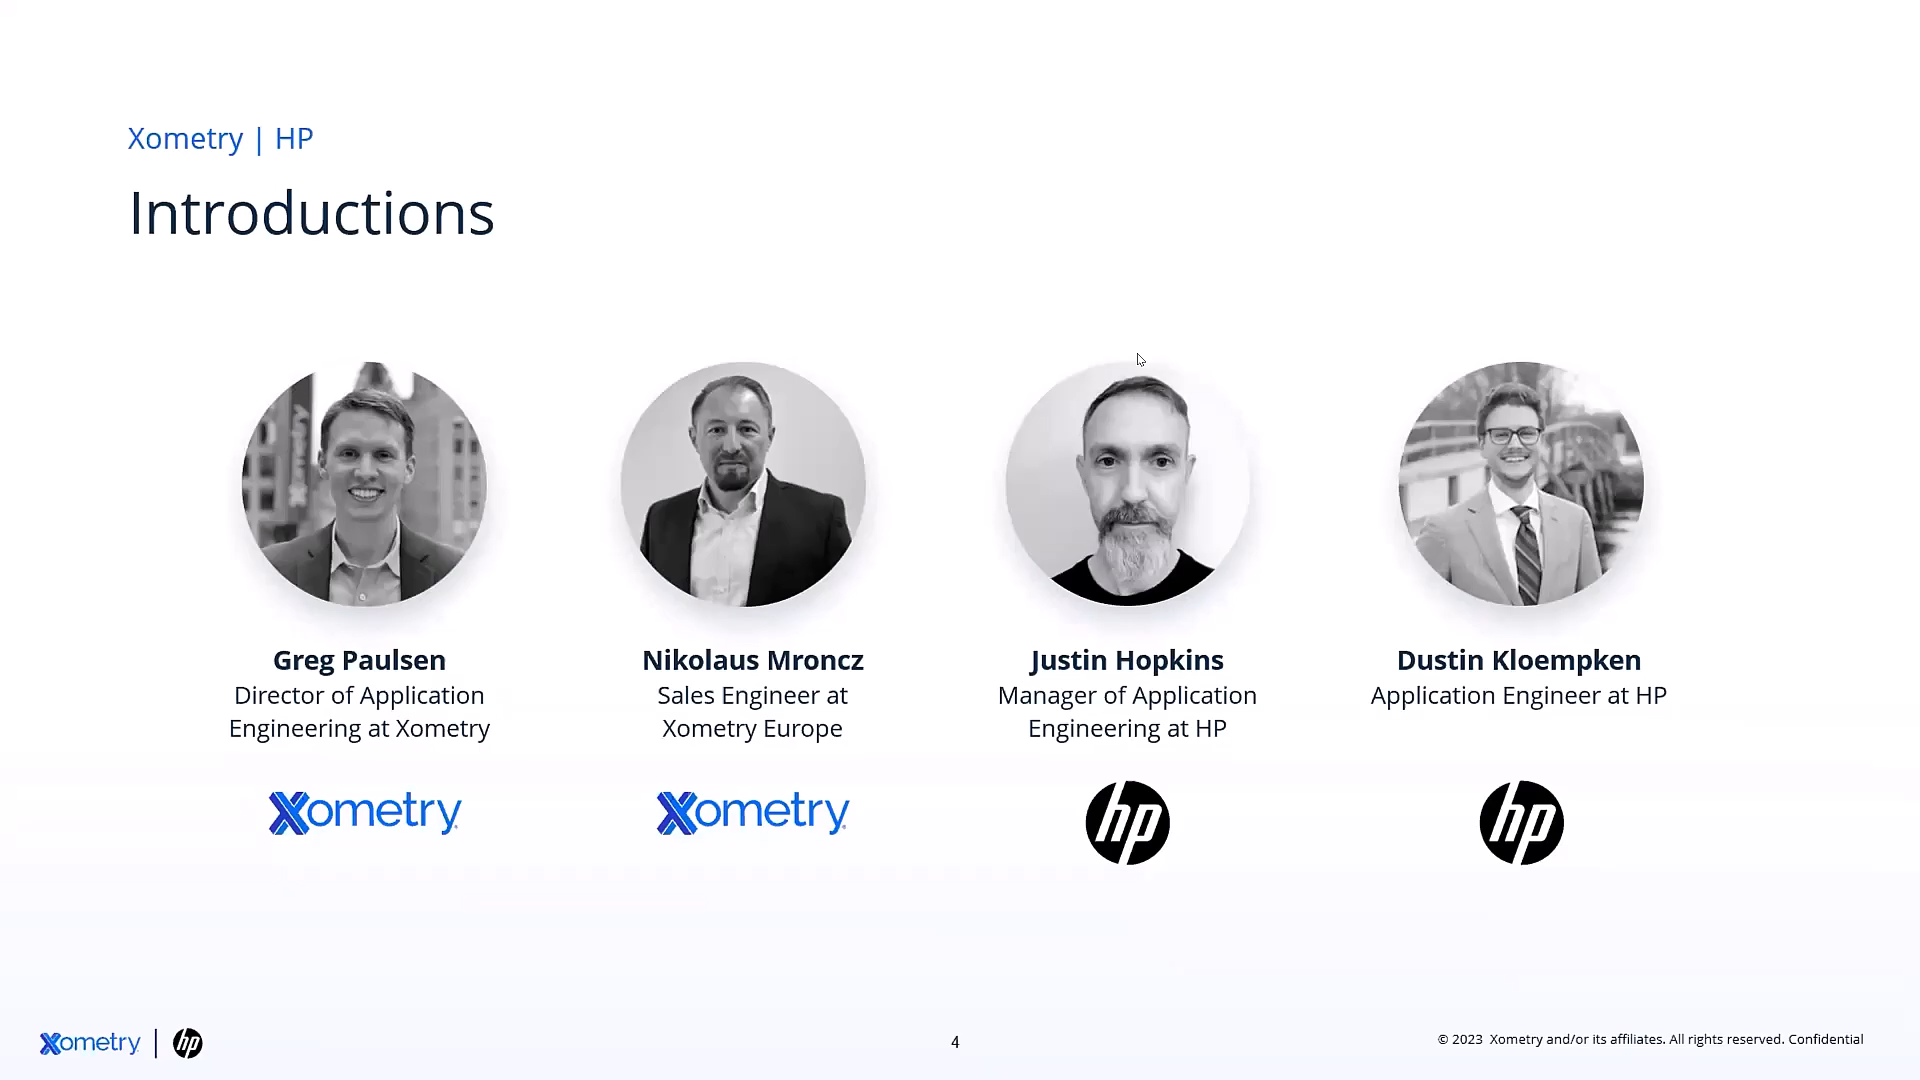 Xometry | HP
Introductions
Xometry
Greg Paulsen
Director of Application
Engineering at Xometry
Xometry
Nikolaus Mroncz
Sales Engineer at
Xometry Europe
Xometry
Justin Hopkins
Manager of Application
Engineering at HP
hp
Dustin Kloempken
Application Engineer at HP
hp
Xometry | hp
4
© 2023 Xometry and/or its affiliates. All rights reserved. Confidential